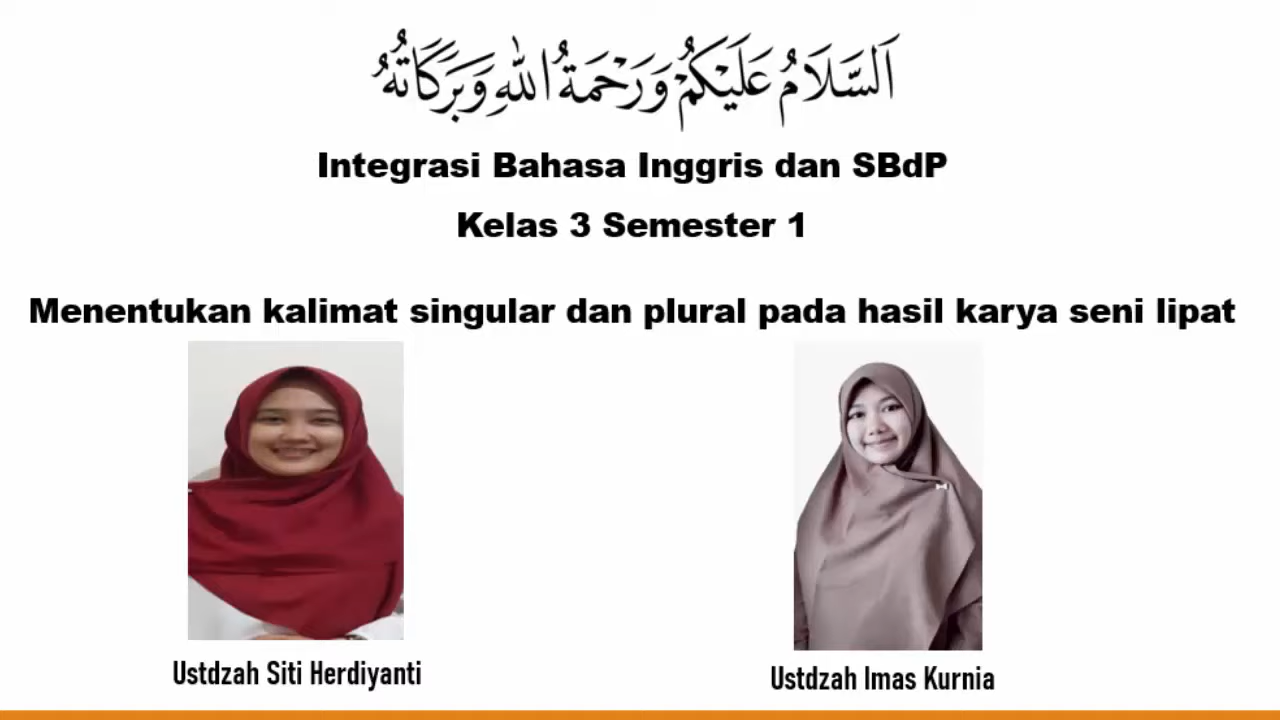 اَلسَّلَامُ عَلَيْكُمْ وَرَحْمَةُ اللهِ وَبَرَكَاتُهُ
Integrasi Bahasa Inggris dan SBdP
Kelas 3 Semester 1
Menentukan kalimat singular dan plural pada hasil karya seni lipat
Ustdzah Siti Herdiyanti
Ustdzah Imas Kurnia